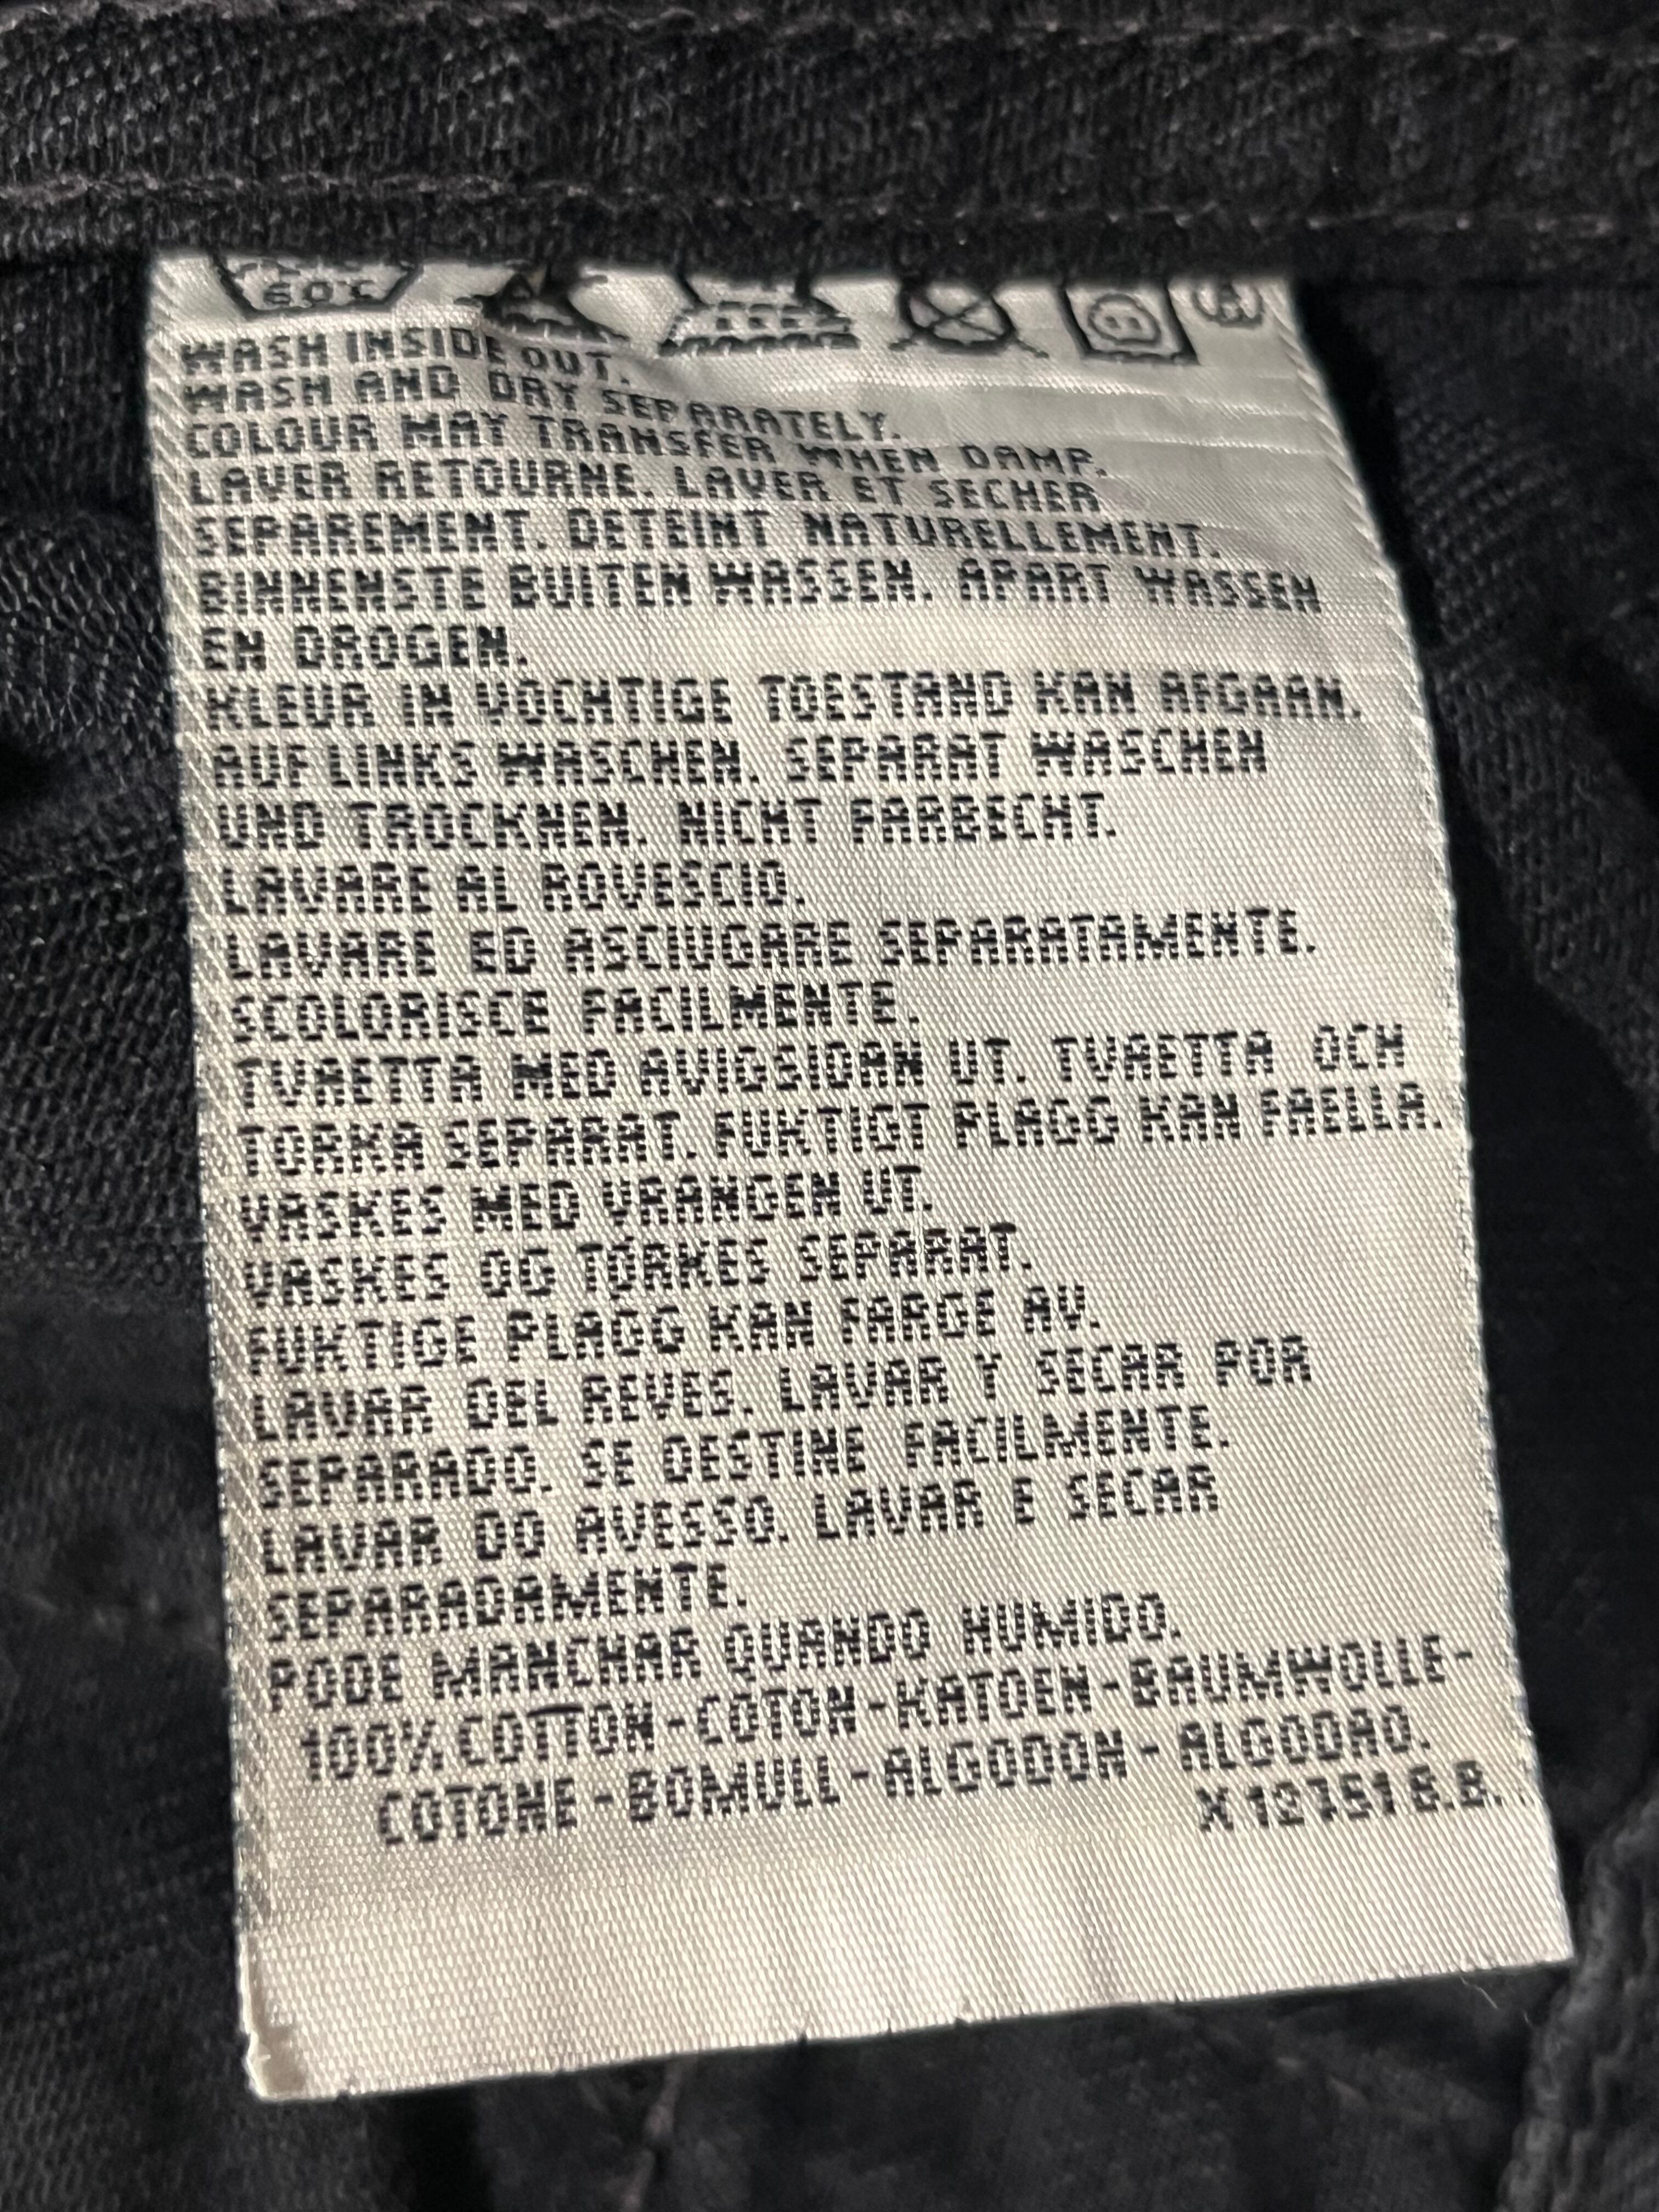 60°C
WASH INSIDE OUT.
WASH AND DRY SEPARATELY.
COLOUR MAY TRANSFER WHEN DAMP.
LAVER RETOURNE. LAVER ET SECHER
SEPAREMENT. DETEINT NATURELLEMENT.
BINNENSTE BUITEN WASSEN. APART WASSEN
EN DROGEN.
KLEUR IN VOCHTIGE TOESTAND KAN AFGAAN.
AUF LINKS WASCHEN. SEPARAT WASCHEN
UND TROCKNEN. NICHT FARBECHT.
LAVARE AL ROVESCIO.
LAVARE ED ASCIUGARE SEPARATAMENTE.
SCOLORISCE FACILMENTE.
TVAETTA MED AVIGSIDAN UT. TVAETTA OCH
TORKA SEPARAT. FUKTIGT PLAGG KAN FAELLA.
VASKES MED VRANGEN UT.
VASKES OG TORKES SEPARAT.
FUKTIGE PLAGG KAN FARGE AV.
LAVAR DEL REVES. LAVAR Y SECAR POR
SEPARADO. SE DESTINE FACILMENTE.
LAVAR DO AVESSO. LAVAR E SECAR
SEPARADAMENTE.
PODE MANCHAR QUANDO HUMIDO.
100% COTTON-COTON-KATOEN-BAUMWOLLE-
COTONE-BOMULL-ALGODON-ALGODAO.